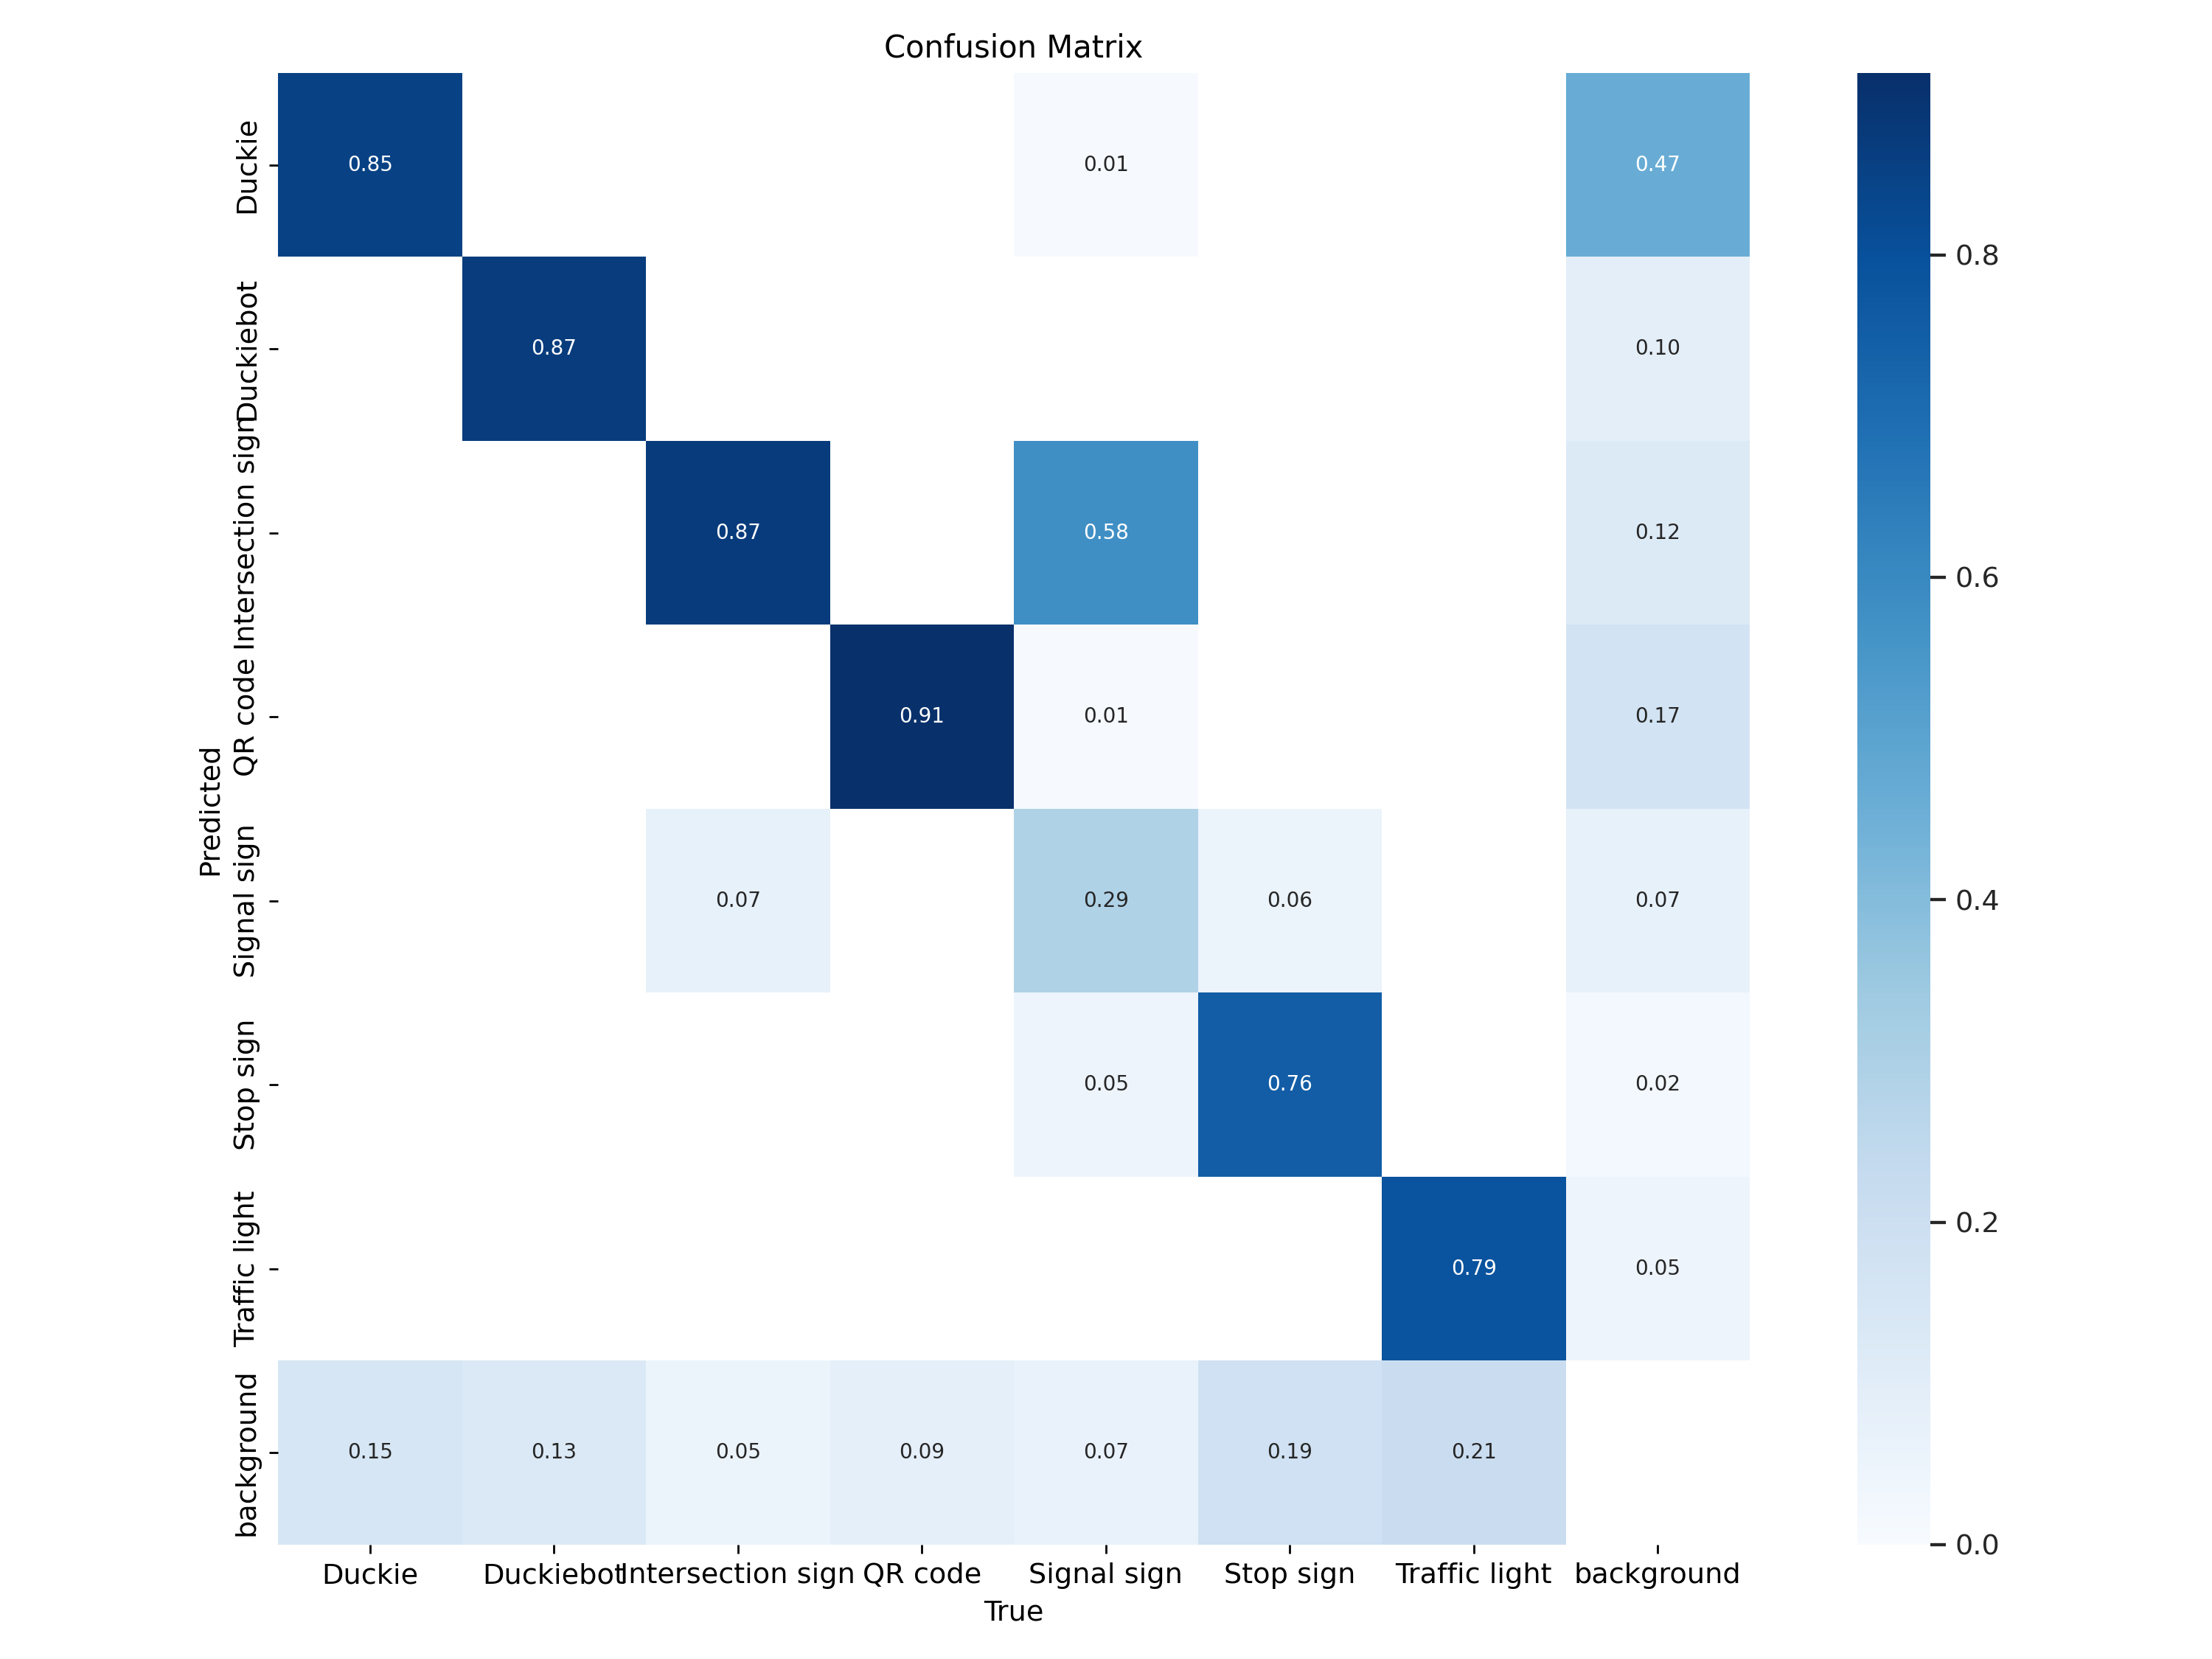 Confusion Matrix
Predicted
Duckie
0.85
0.01
0.47
Duckiebot
0.87
0.10
Intersection sign
0.87
0.58
0.12
QR code
0.91
0.01
0.17
Signal sign
0.07
0.29
0.06
0.07
Stop sign
0.05
0.76
0.02
Traffic light
0.79
0.05
background
0.15
0.13
0.05
0.09
0.07
0.19
0.21
Duckie
Duckiebot
Intersection sign
QR code
Signal sign
Stop sign
Traffic light
background
True
0.8
0.6
0.4
0.2
0.0